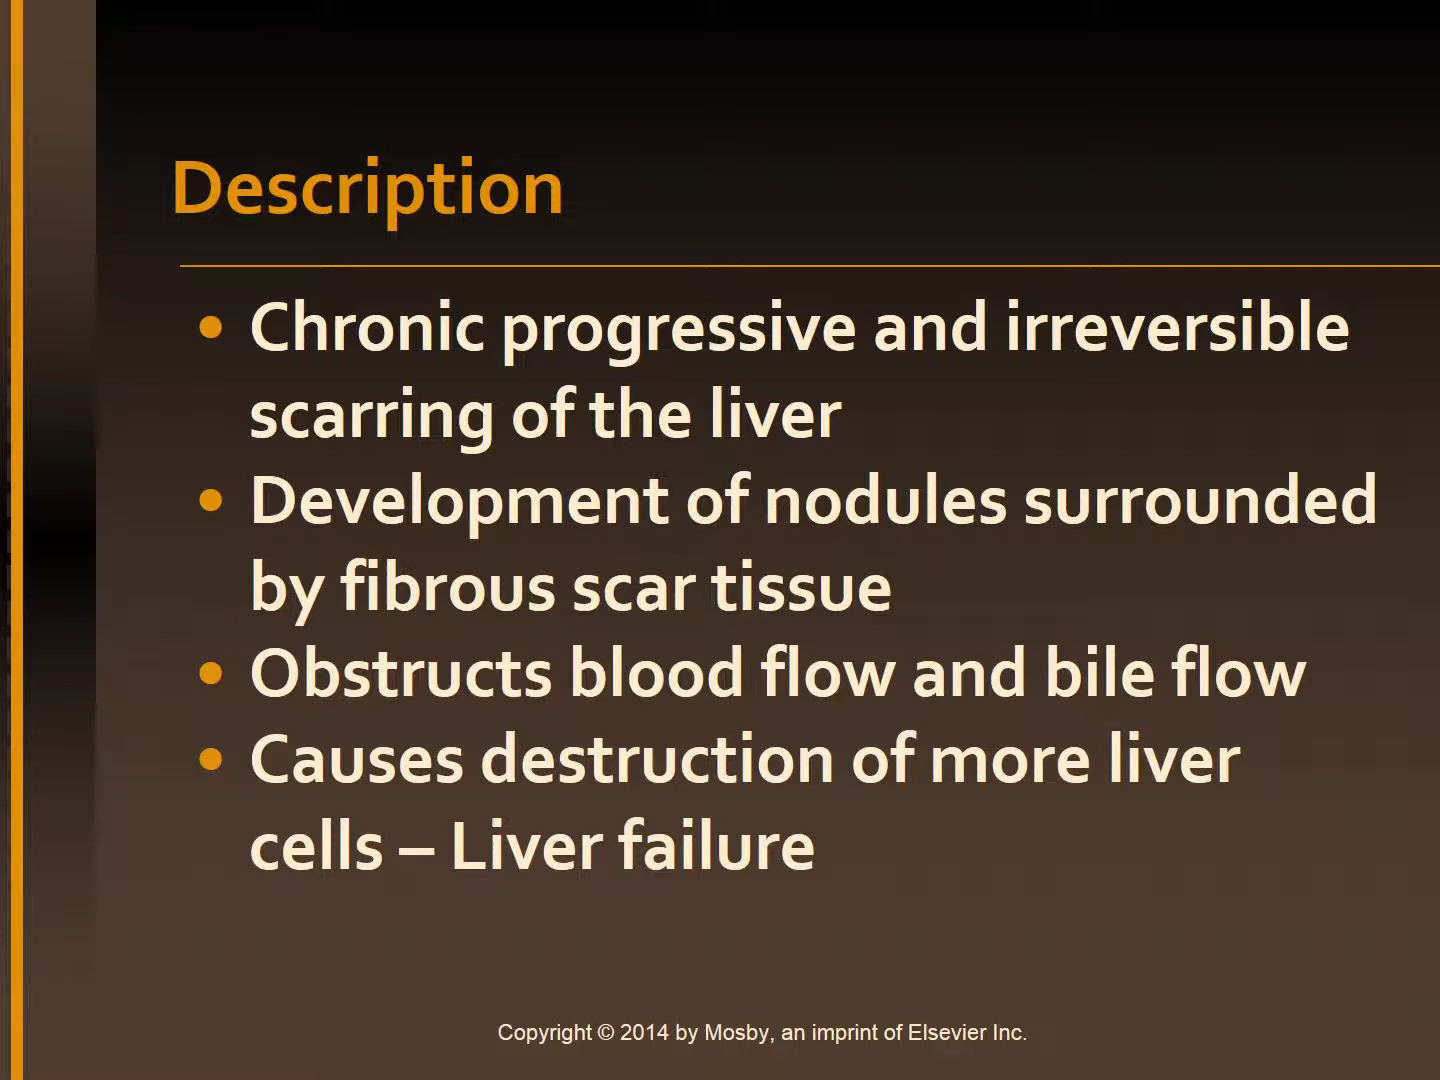 Description
• Chronic progressive and irreversible
scarring of the liver
• Development of nodules surrounded
by fibrous scar tissue
• Obstructs blood flow and bile flow
• Causes destruction of more liver
cells – Liver failure
Copyright © 2014 by Mosby, an imprint of Elsevier Inc.